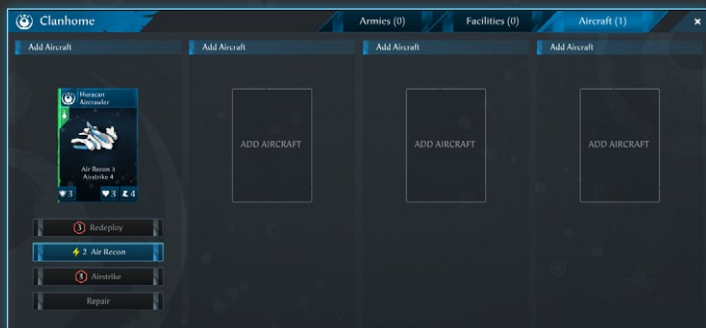 Clanhome
Armies (0)
Facilities (0)
Aircraft (1)
×
Add Aircraft
Add Aircraft
Add Aircraft
Add Aircraft
Huracan
Aircrawler
Air Recon 3
Airstrike 4
3
3
4
ADD AIRCRAFT
ADD AIRCRAFT
ADD AIRCRAFT
3 Redeploy
2 Air Recon
3 Airstrike
Repair